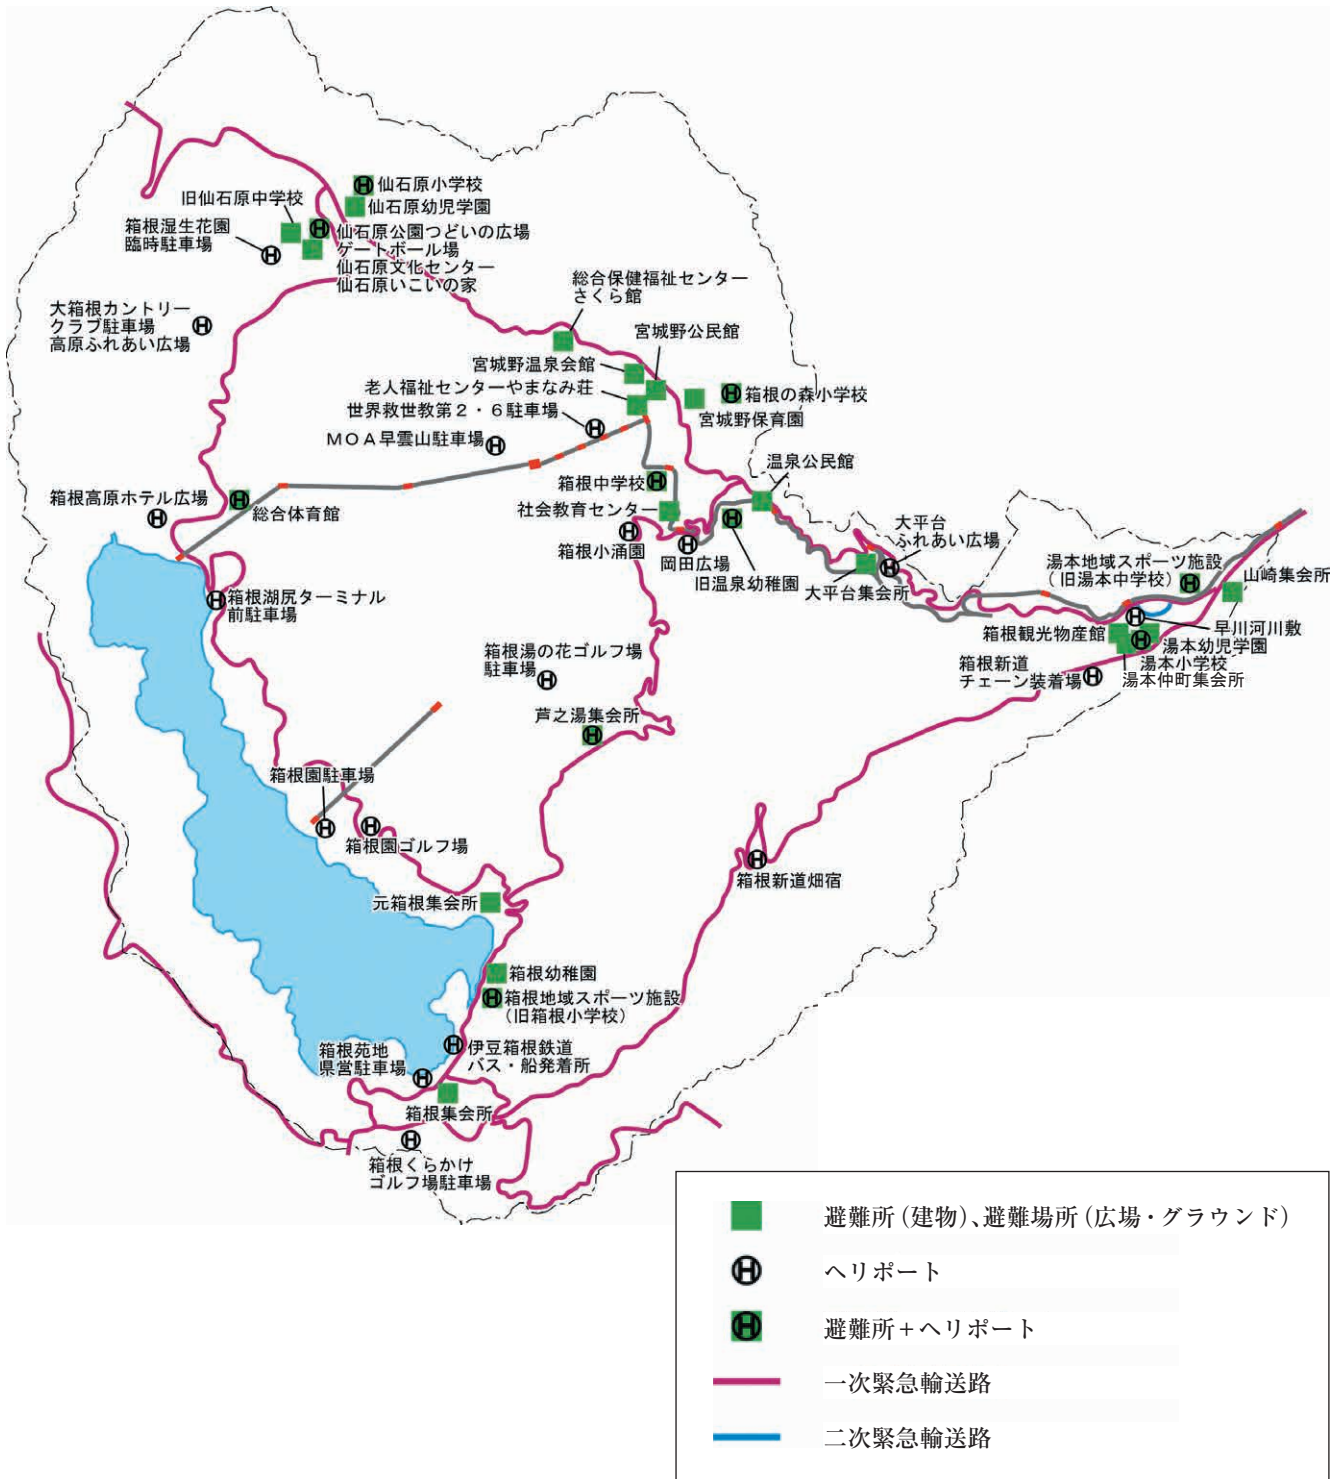 仙石原小学校
旧仙石原中学校
仙石原幼児学園
箱根湿生花園
臨時駐車場
仙石原公園つどいの広場
ゲートボール場
仙石原文化センター
仙石原いこいの家
総合保健福祉センター
さくら館
大箱根カントリー
クラブ駐車場
高原ふれあい広場
宮城野公民館
宮城野温泉会館
老人福祉センターやまなみ荘
箱根の森小学校
世界救世教第２・６駐車場
宮城野保育園
ＭＯＡ早雲山駐車場
温泉公民館
箱根中学校
箱根高原ホテル広場
総合体育館
社会教育センター
大平台
ふれあい広場
箱根小涌園
岡田広場
旧温泉幼稚園
大平台集会所
湯本地域スポーツ施設
（旧湯本中学校）
山崎集会所
箱根湖尻ターミナル
前駐車場
箱根観光物産館
早川河川敷
湯本幼児学園
湯本小学校
湯本仲町集会所
箱根新道
チェーン装着場
箱根湯の花ゴルフ場
駐車場
芦之湯集会所
箱根園駐車場
箱根園ゴルフ場
箱根新道畑宿
元箱根集会所
箱根幼稚園
箱根地域スポーツ施設
（旧箱根小学校）
箱根苑地
県営駐車場
伊豆箱根鉄道
バス・船発着所
箱根集会所
箱根くらかけ
ゴルフ場駐車場
避難所（建物）、避難場所（広場・グラウンド）
ヘリポート
避難所＋ヘリポート
一次緊急輸送路
二次緊急輸送路